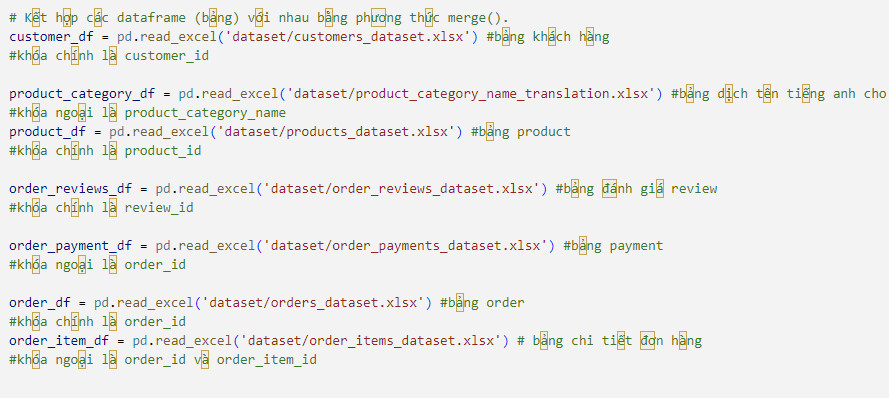 # Kết hợp các dataframe (bảng) với nhau bằng phương thức merge().
customer_df = pd.read_excel('dataset/customers_dataset.xlsx') #bảng khách hàng
#khóa chính là customer_id
product_category_df = pd.read_excel('dataset/product_category_name_translation.xlsx') #bảng dịch tên tiếng anh cho
#khóa ngoại là product_category_name
product_df = pd.read_excel('dataset/products_dataset.xlsx') #bảng product
#khóa chính là product_id
order_reviews_df = pd.read_excel('dataset/order_reviews_dataset.xlsx') #bảng đánh giá review
#khóa chính là review_id
order_payment_df = pd.read_excel('dataset/order_payments_dataset.xlsx') #bảng payment
#khóa ngoại là order_id
order_df = pd.read_excel('dataset/orders_dataset.xlsx') #bảng order
#khóa chính là order_id
order_item_df = pd.read_excel('dataset/order_items_dataset.xlsx') # bảng chi tiết đơn hàng
#khóa ngoại là order_id và order_item_id